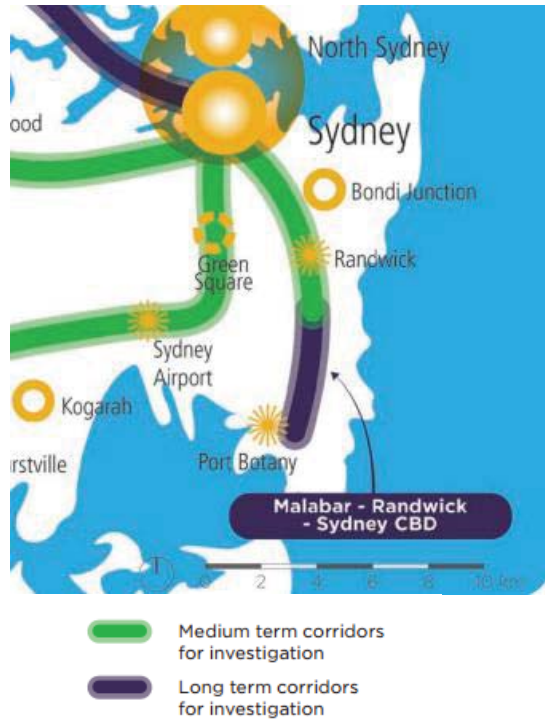 North Sydney
ood
Sydney
Bondi Junction
Randwick
Green
Square
Sydney
Airport
Kogarah
Port Botany
rstville
Malabar - Randwick
- Sydney CBD
0 2 4 6 8 10 km
Medium term corridors
for investigation
Long term corridors
for investigation